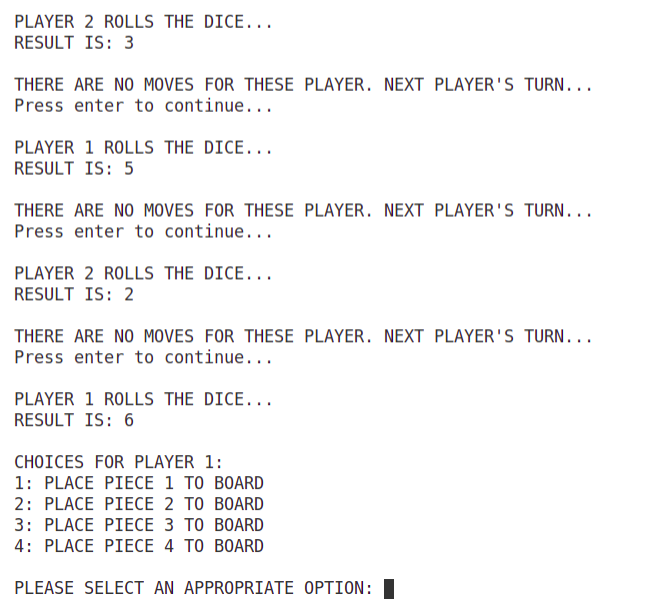 PLAYER 2 ROLLS THE DICE...
RESULT IS: 3
THERE ARE NO MOVES FOR THESE PLAYER. NEXT PLAYER'S TURN...
Press enter to continue...
PLAYER 1 ROLLS THE DICE...
RESULT IS: 5
THERE ARE NO MOVES FOR THESE PLAYER. NEXT PLAYER'S TURN...
Press enter to continue...
PLAYER 2 ROLLS THE DICE...
RESULT IS: 2
THERE ARE NO MOVES FOR THESE PLAYER. NEXT PLAYER'S TURN...
Press enter to continue...
PLAYER 1 ROLLS THE DICE...
RESULT IS: 6
CHOICES FOR PLAYER 1:
1: PLACE PIECE 1 TO BOARD
2: PLACE PIECE 2 TO BOARD
3: PLACE PIECE 3 TO BOARD
4: PLACE PIECE 4 TO BOARD
PLEASE SELECT AN APPROPRIATE OPTION: